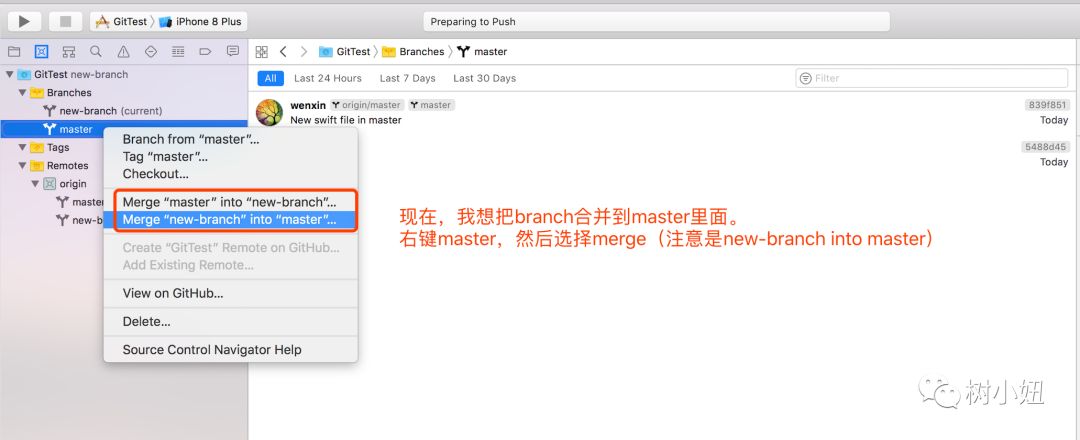 GitTest
iPhone 8 Plus
Preparing to Push
GitTest new-branch
Branches
new-branch (current)
master
Tags
Remotes
origin
maste
new-b
GitTest
Branches
master
All
Last 24 Hours
Last 7 Days
Last 30 Days
Filter
wenxin
origin/master
master
839f851
New swift file in master
Today
5488d45
Today
Branch from “master”...
Tag “master”...
Checkout...
Merge “master” into “new-branch”...
Merge “new-branch” into “master”...
Create “GitTest” Remote on GitHub...
Add Existing Remote...
View on GitHub...
Delete...
Source Control Navigator Help
现在，我想把branch合并到master里面。
右键master，然后选择merge（注意是new-branch into master）
树小妞